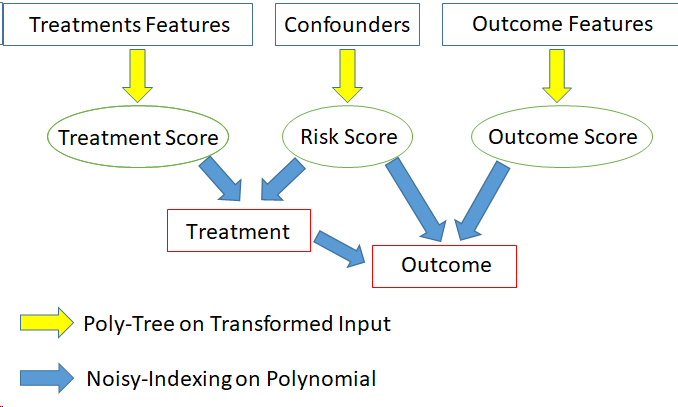 Treatments Features
Confounders
Outcome Features
Treatment Score
Risk Score
Outcome Score
Treatment
Outcome
Poly-Tree on Transformed Input
Noisy-Indexing on Polynomial